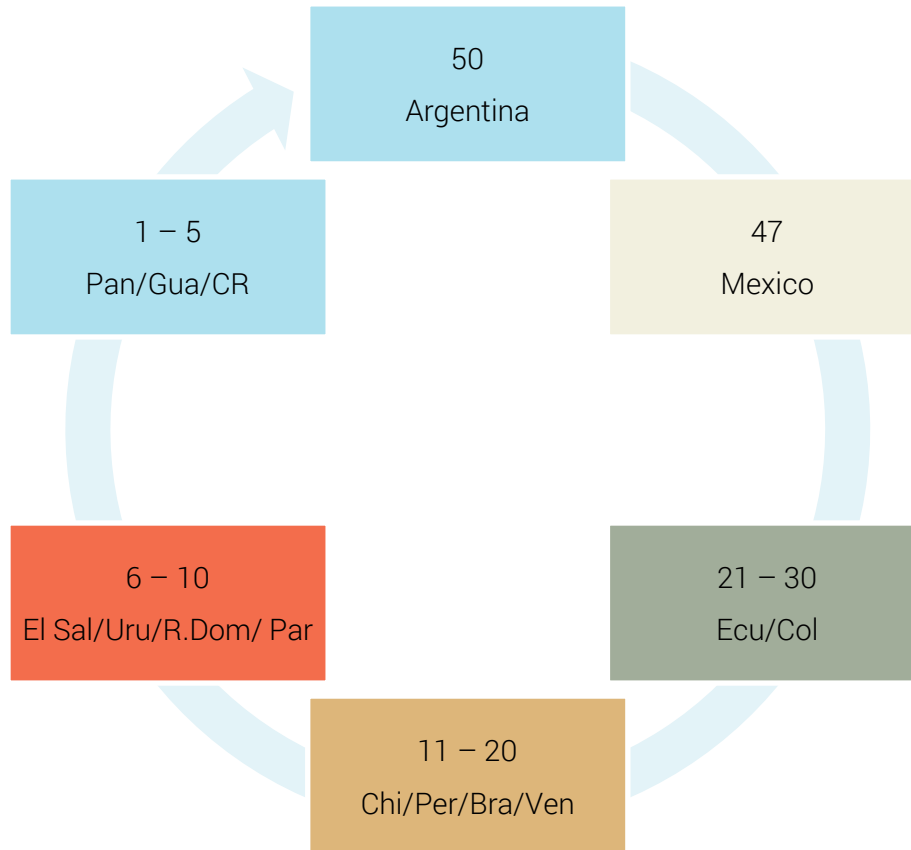 50
Argentina
47
Mexico
21 – 30
Ecu/Col
11 – 20
Chi/Per/Bra/Ven
6 – 10
El Sal/Uru/R.Dom/ Par
1 – 5
Pan/Gua/CR